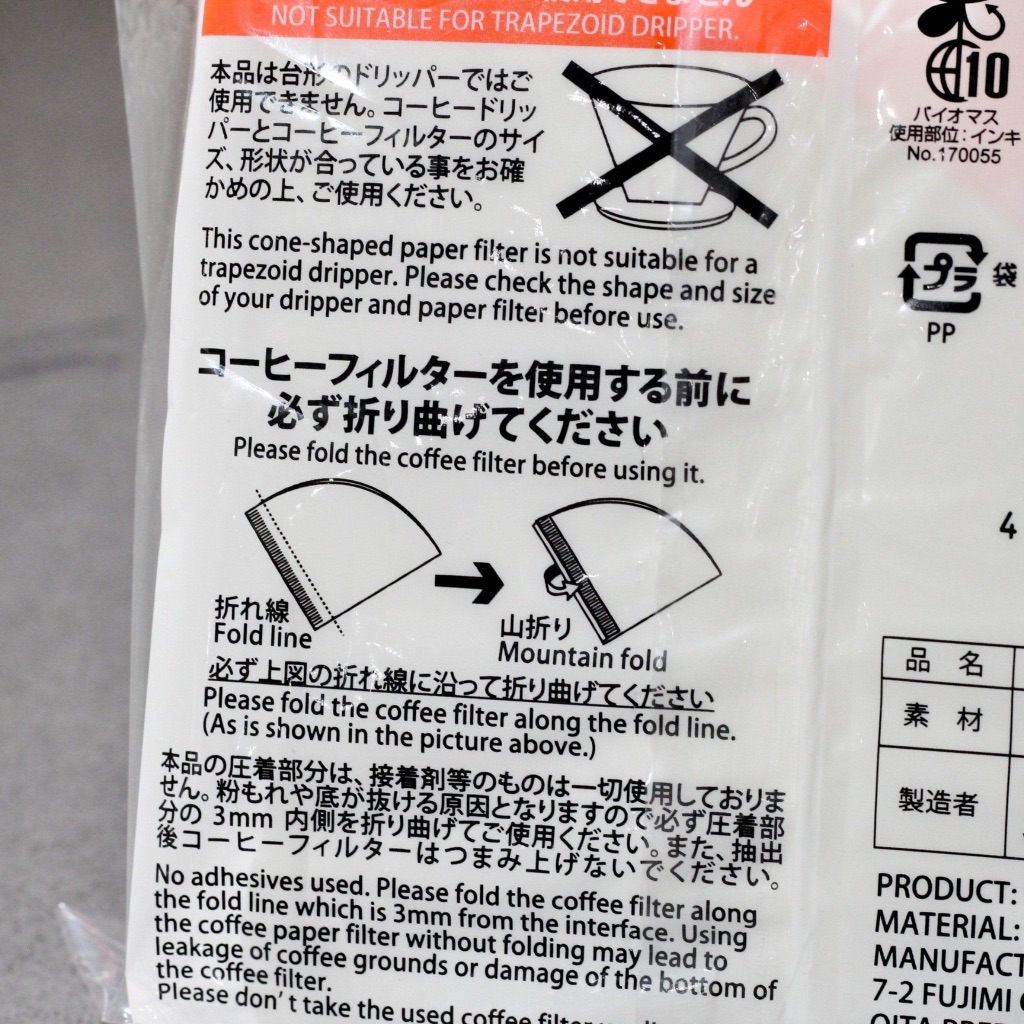 NOT SUITABLE FOR TRAPEZOID DRIPPER.
本品は台形のドリッパーではご
使用できません。コーヒードリッ
パーとコーヒーフィルターのサイ
ズ、形状が合っている事をお確
かめの上、ご使用ください。
This cone-shaped paper filter is not suitable for a
trapezoid dripper. Please check the shape and size
of your dripper and paper filter before use.
コーヒーフィルターを使用する前に
必ず折り曲げてください
Please fold the coffee filter before using it.
折れ線
Fold line
山折り
Mountain fold
必ず上図の折れ線に沿って折り曲げてください
Please fold the coffee filter along the fold line.
(As is shown in the picture above.)
本品の圧着部分は、接着剤等のものは一切使用しておりま
せん。粉もれや底が抜ける原因となりますので必ず圧着部
分の 3mm 内側を折り曲げてご使用ください。また、抽出
後コーヒーフィルターはつまみ上げないでください。
No adhesives used. Please fold the coffee filter along
the fold line which is 3mm from the interface. Using
the coffee paper filter without folding may lead to
leakage of coffee grounds or damage of the bottom of
the coffee filter.
Please don't take the used coffee filter
10
バイオマス
使用部位:インキ
No.170055
プラ
袋
PP
4
品 名
素 材
製造者
PRODUCT:
MATERIAL:
MANUFACT
7-2 FUJIMI
OITA